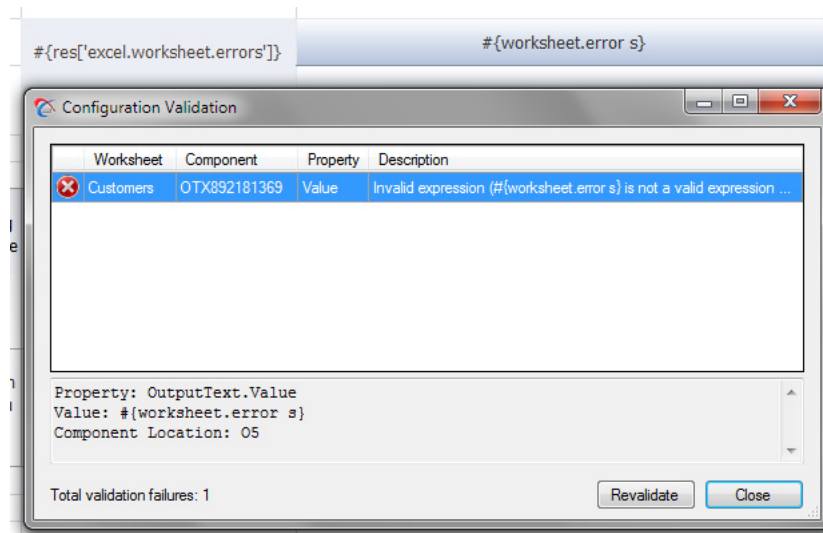 #{res['excel.worksheet.errors']}
#{worksheet.error s}
Configuration Validation
Worksheet Component Property Description
Customers OTX892181369 Value Invalid expression (#{worksheet.error s} is not a valid expression ...
Property: OutputText.Value
Value: #{worksheet.error s}
Component Location: O5
Total validation failures: 1
Revalidate Close